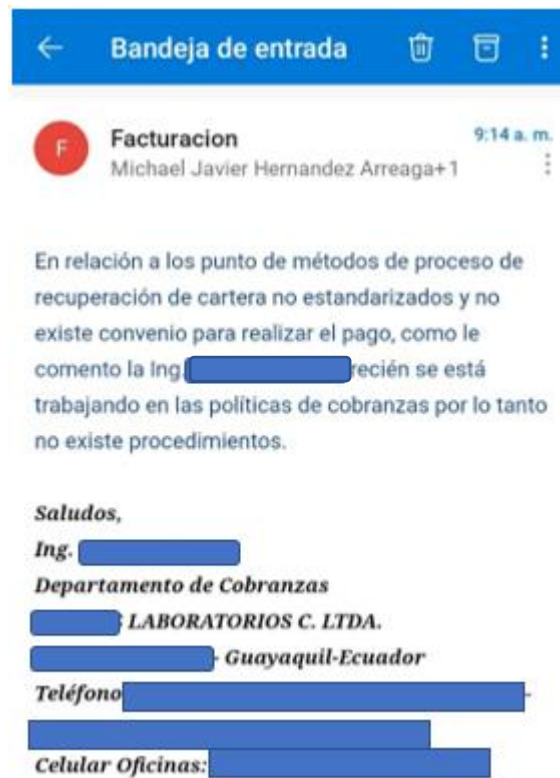 Bandeja de entrada
F
Facturacion
9:14 a. m.
Michael Javier Hernandez Arreaga+1
En relación a los punto de métodos de proceso de
recuperación de cartera no estandarizados y no
existe convenio para realizar el pago, como le
comento la Ing. recién se está
trabajando en las políticas de cobranzas por lo tanto
no existe procedimientos.
Saludos,
Ing.
Departamento de Cobranzas
LABORATORIOS C. LTDA.
- Guayaquil-Ecuador
Teléfono -
Celular Oficinas: